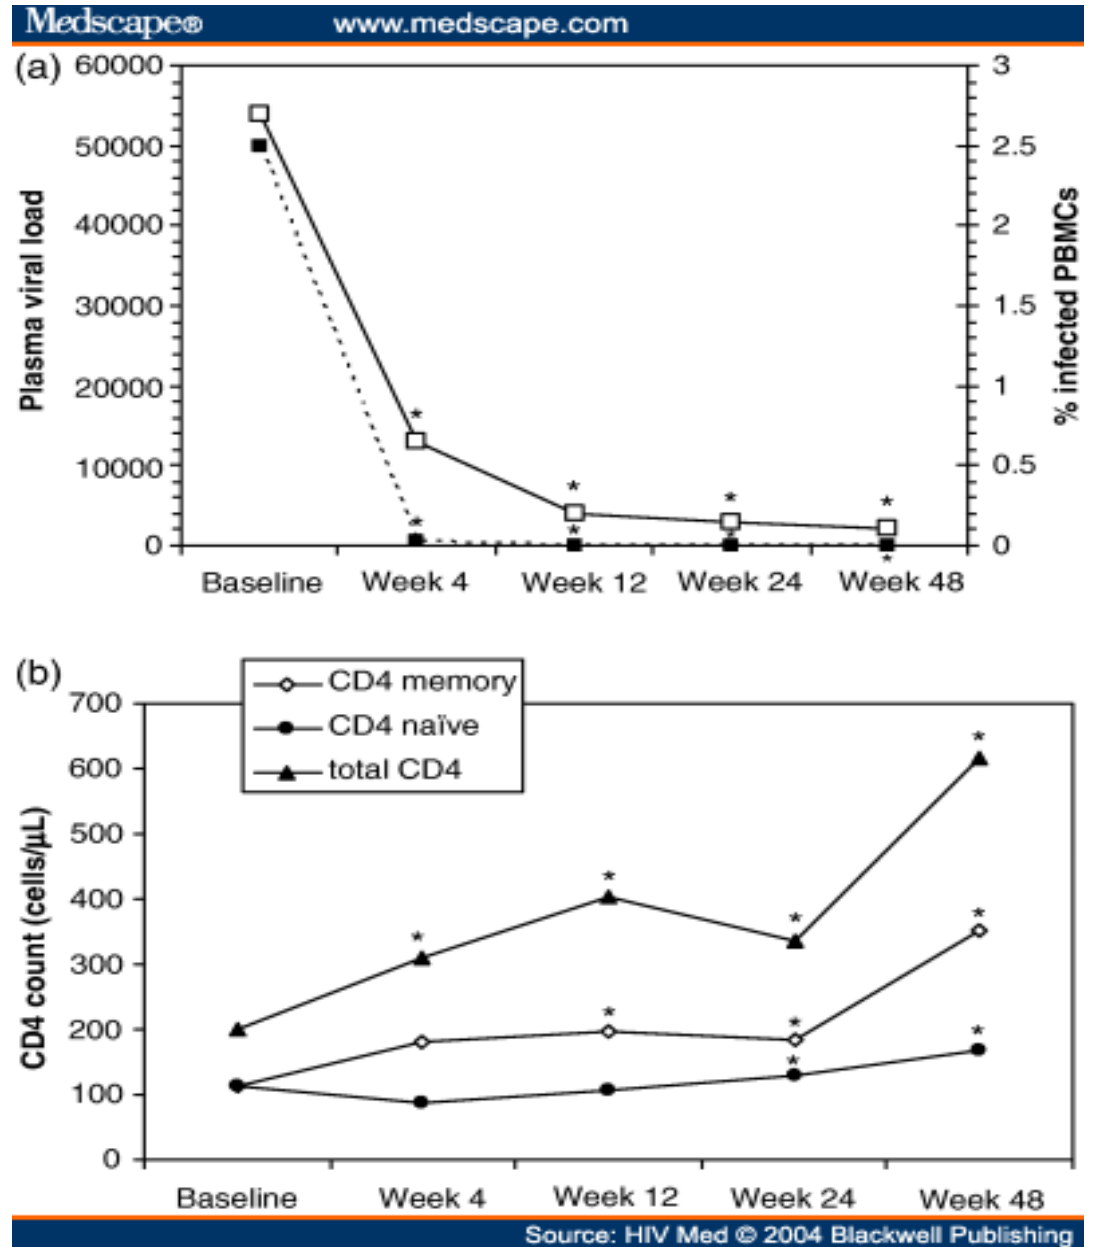 Medscape® www.medscape.com
(a)
60000
50000
40000
30000
20000
10000
0
Plasma viral load
3
2.5
2
1.5
1
0.5
0
% infected PBMCs
* * * *
* * * *
Baseline Week 4 Week 12 Week 24 Week 48
(b)
CD4 memory
CD4 naïve
total CD4
700
600
500
400
300
200
100
0
CD4 count (cells/µL)
* * * *
* * *
* *
Baseline Week 4 Week 12 Week 24 Week 48
Source: HIV Med © 2004 Blackwell Publishing